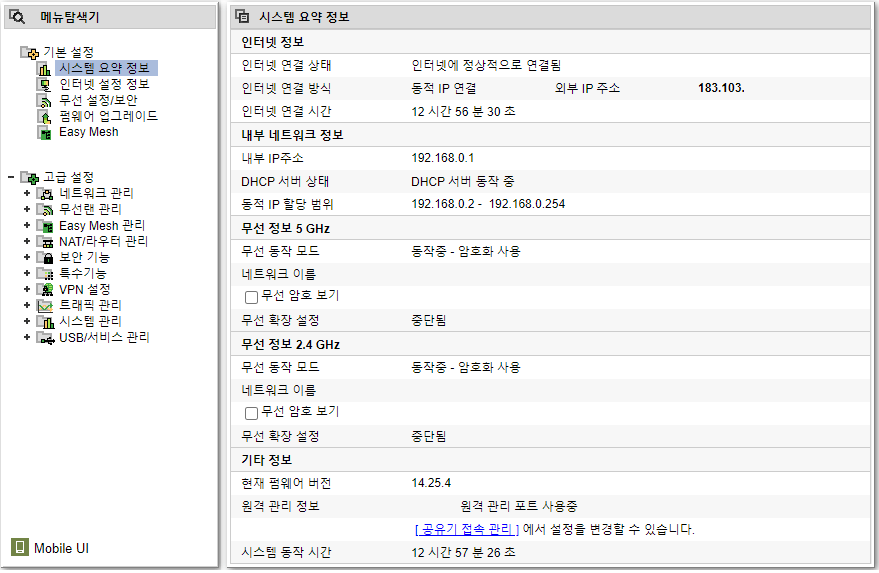 메뉴탐색기
기본 설정
시스템 요약 정보
인터넷 설정 정보
무선 설정/보안
펌웨어 업그레이드
Easy Mesh
고급 설정
네트워크 관리
무선랜 관리
Easy Mesh 관리
NAT/라우터 관리
보안 기능
특수기능
VPN 설정
트래픽 관리
시스템 관리
USB/서비스 관리
Mobile UI
시스템 요약 정보
인터넷 정보
인터넷 연결 상태 인터넷에 정상적으로 연결됨
인터넷 연결 방식 동적 IP 연결 외부 IP 주소 183.103.
인터넷 연결 시간 12 시간 56 분 30 초
내부 네트워크 정보
내부 IP주소 192.168.0.1
DHCP 서버 상태 DHCP 서버 동작 중
동적 IP 할당 범위 192.168.0.2 - 192.168.0.254
무선 정보 5 GHz
무선 동작 모드 동작중 - 암호화 사용
네트워크 이름
무선 암호 보기
무선 확장 설정 중단됨
무선 정보 2.4 GHz
무선 동작 모드 동작중 - 암호화 사용
네트워크 이름
무선 암호 보기
무선 확장 설정 중단됨
기타 정보
현재 펌웨어 버전 14.25.4
원격 관리 정보 원격 관리 포트 사용중
[ 공유기 접속 관리 ] 에서 설정을 변경할 수 있습니다.
시스템 동작 시간 12 시간 57 분 26 초